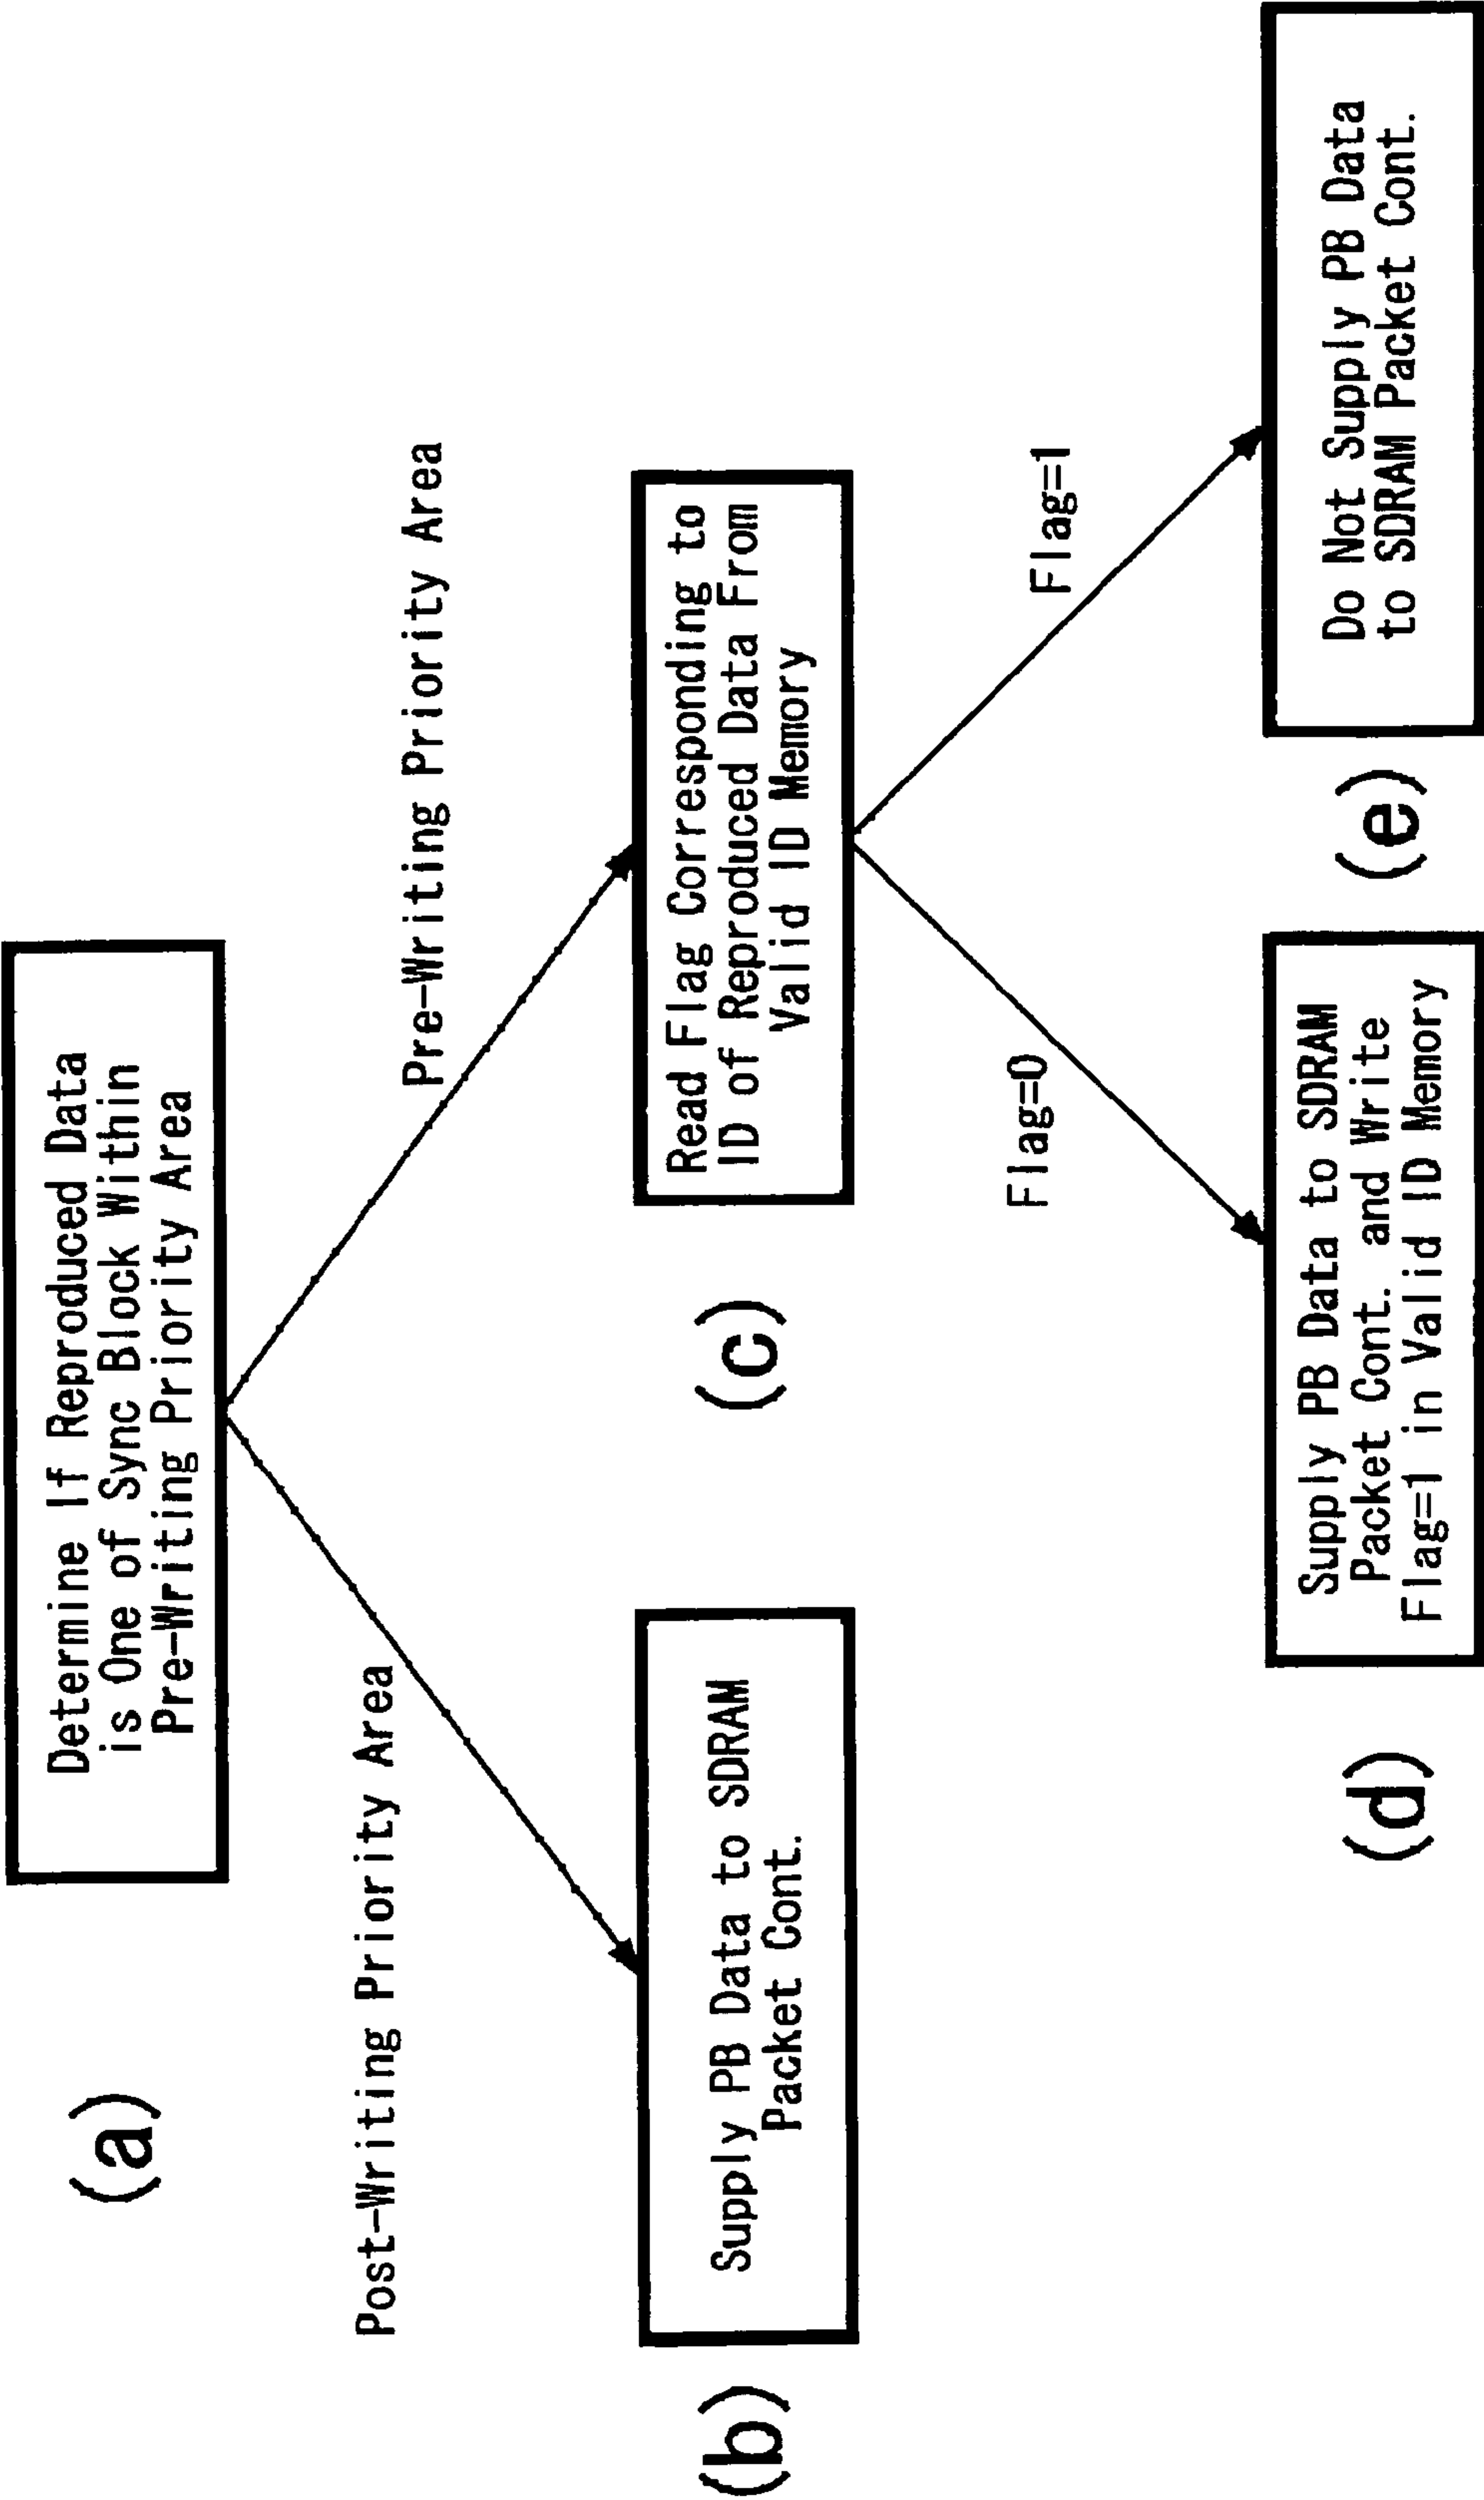 (a)
Determine If Reproduced Data
is One of Sync Block Within
Pre-Writing Priority Area
Post-Writing Priority Area
Pre-Writing Priority Area
(b)
Supply PB Data to SDRAM
Packet Cont.
(c)
Read Flag Corresponding to
ID of Reproduced Data From
Valid ID Memory
Flag=0
Flag=1
(d)
Supply PB Data to SDRAM
Packet Cont. and Write
Flag=1 in Valid ID Memory
(e)
Do Not Supply PB Data
to SDRAM Packet Cont.